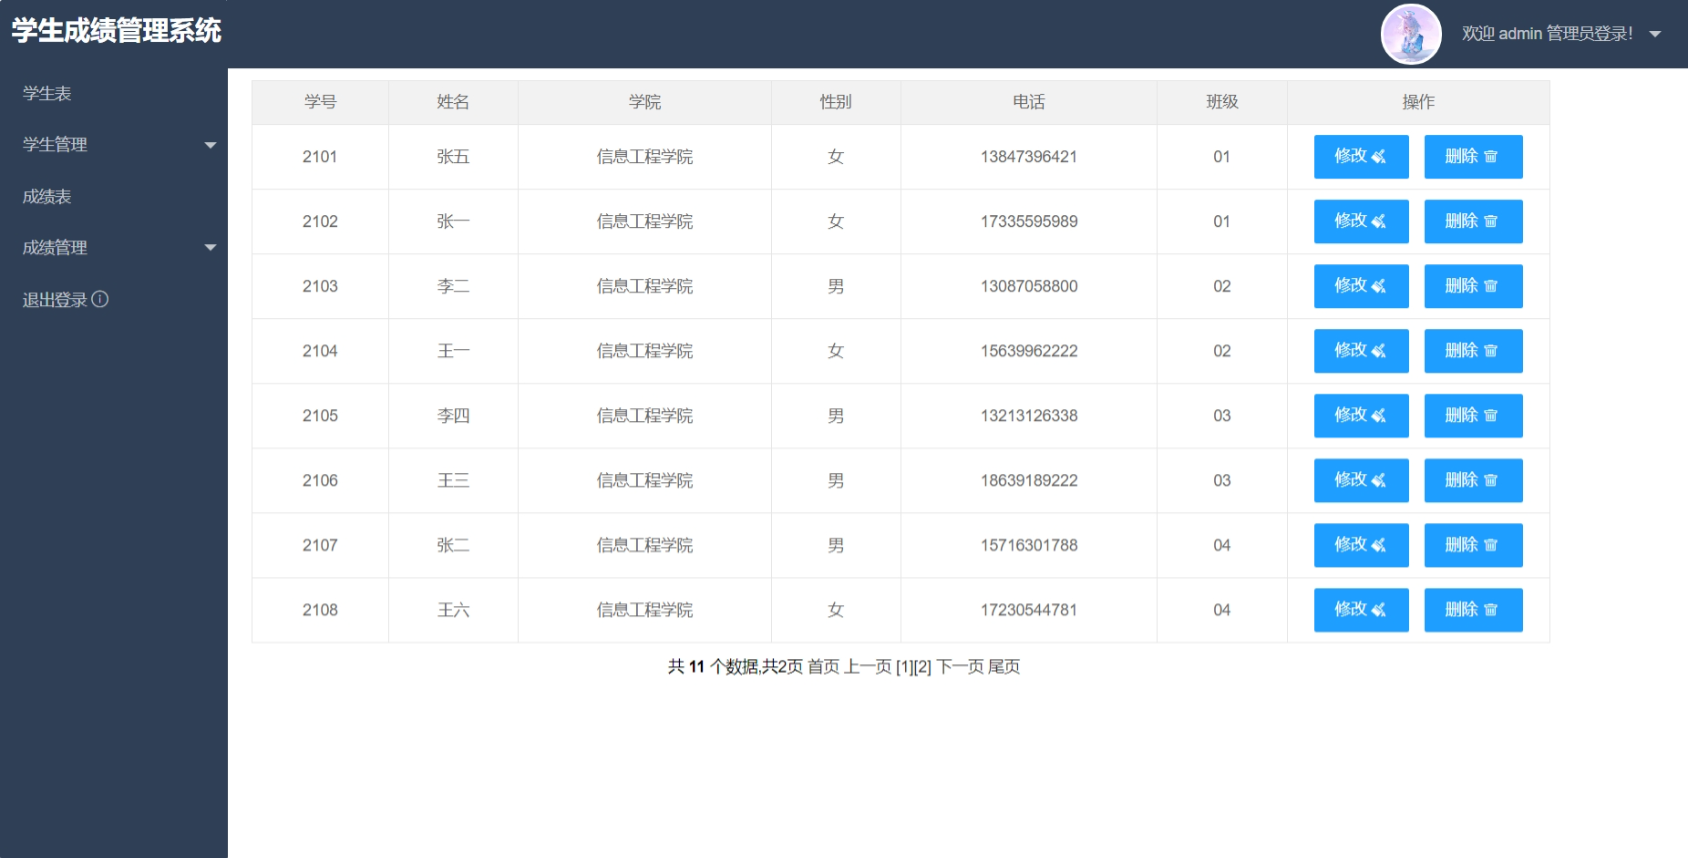 学生成绩管理系统
欢迎 admin 管理员登录！
学生表
学生管理
成绩表
成绩管理
退出登录
学号 姓名 学院 性别 电话 班级 操作
2101 张五 信息工程学院 女 13847396421 01 修改 删除
2102 张一 信息工程学院 女 17335595989 01 修改 删除
2103 李二 信息工程学院 男 13087058800 02 修改 删除
2104 王一 信息工程学院 女 15639962222 02 修改 删除
2105 李四 信息工程学院 男 13213126338 03 修改 删除
2106 王三 信息工程学院 男 18639189222 03 修改 删除
2107 张二 信息工程学院 男 15716301788 04 修改 删除
2108 王六 信息工程学院 女 17230544781 04 修改 删除
共 11 个数据,共2页 首页 上一页 [1][2] 下一页 尾页